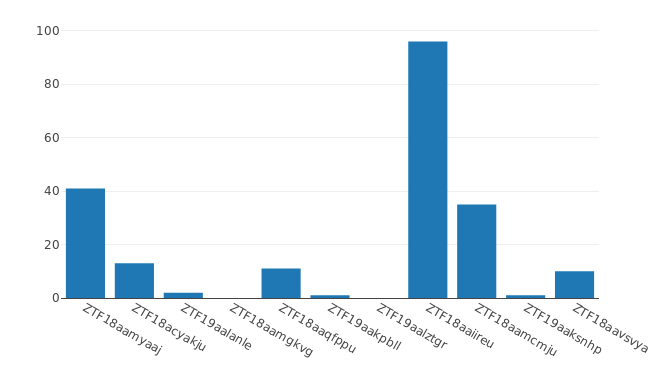 100
80
60
40
20
0
ZTF18aamyaaj
ZTF18acyakju
ZTF19aalanle
ZTF18aamgkvg
ZTF18aaqfppu
ZTF19aakpbll
ZTF19aalztgr
ZTF18aaiireu
ZTF18aamcmju
ZTF19aaksnhp
ZTF18aavsvya